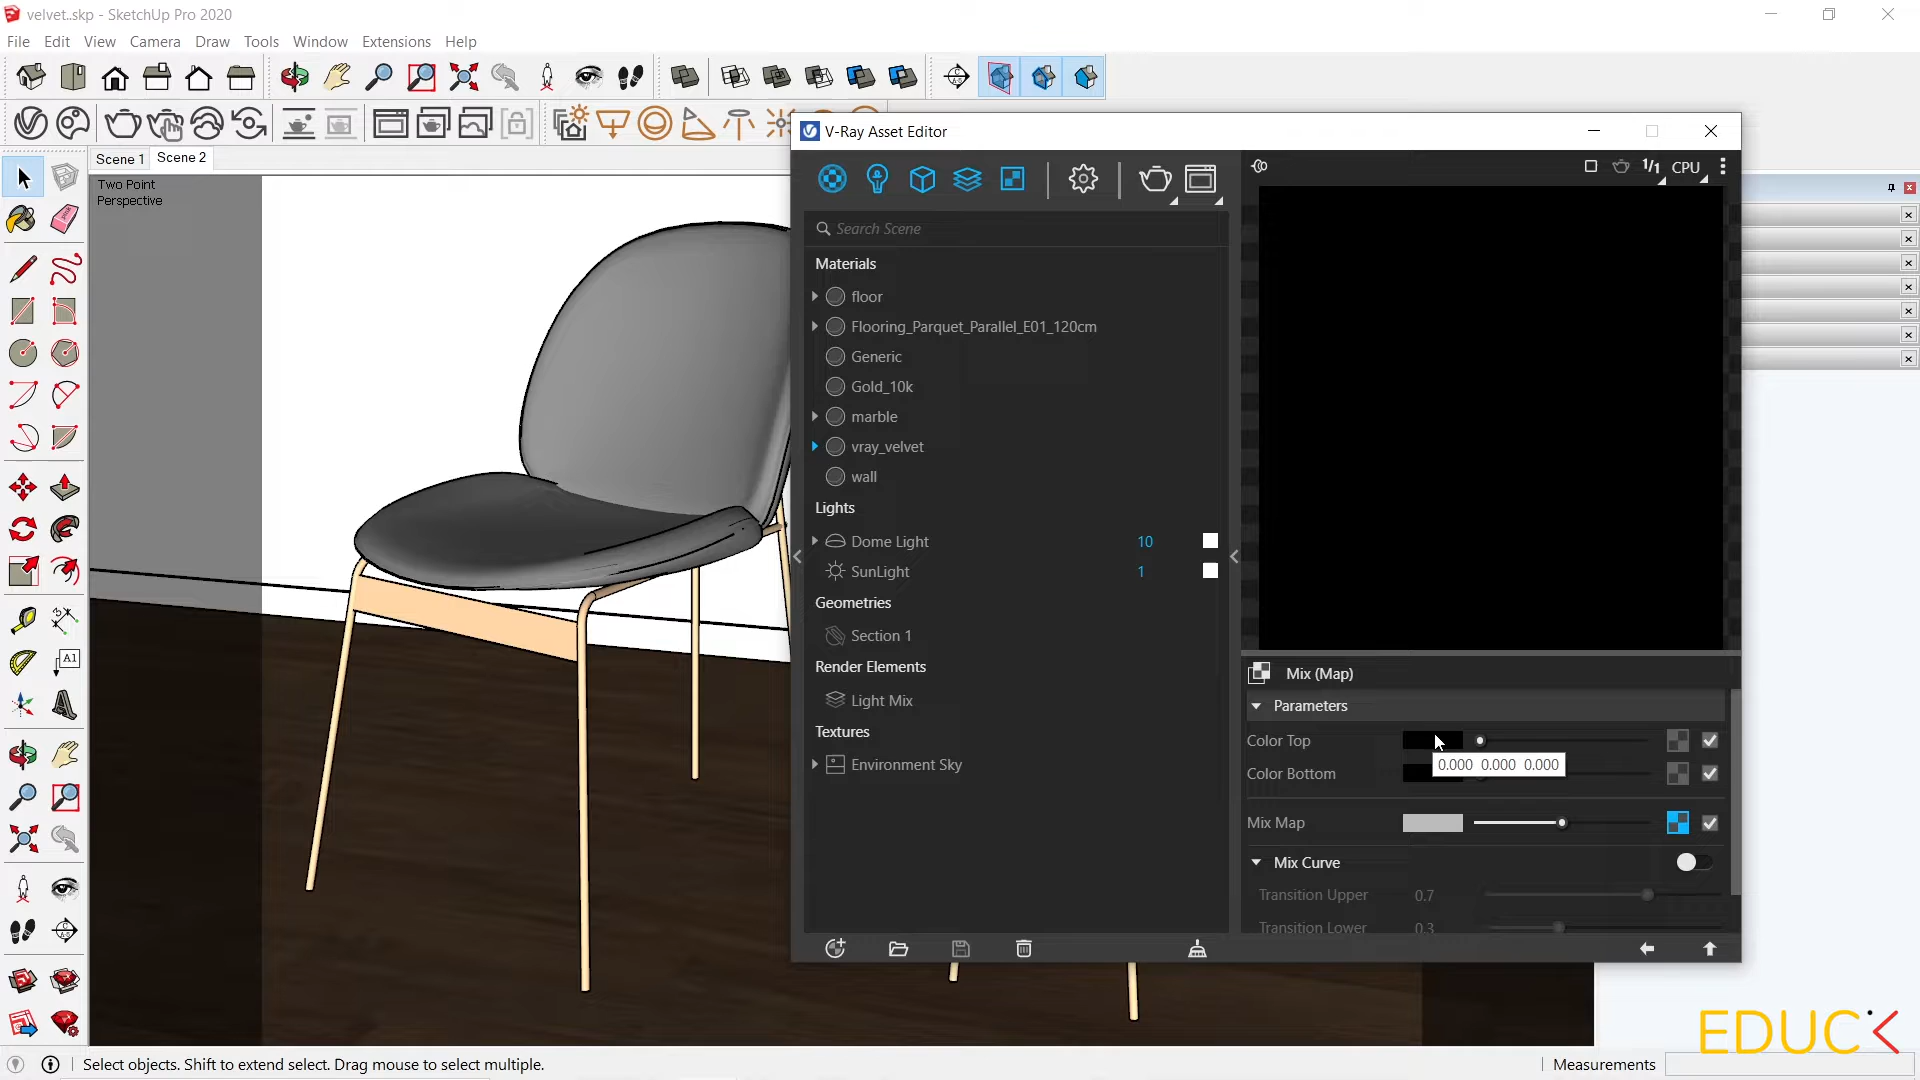 velvet..skp - SketchUp Pro 2020
File Edit View Camera Draw Tools Window Extensions Help
Scene 1 Scene 2
Two Point
Perspective
A1
V-Ray Asset Editor
1/1 CPU
Search Scene
Materials
floor
Flooring_Parquet_Parallel_E01_120cm
Generic
Gold_10k
marble
vray_velvet
wall
Lights
Dome Light 10
SunLight 1
Geometries
Section 1
Render Elements
Light Mix
Textures
Environment Sky
Mix (Map)
Parameters
Color Top
0.000 0.000 0.000
Color Bottom
Mix Map
Mix Curve
Transition Upper 0.7
Transition Lower 0.3
EDUCK
Select objects. Shift to extend select. Drag mouse to select multiple.
Measurements